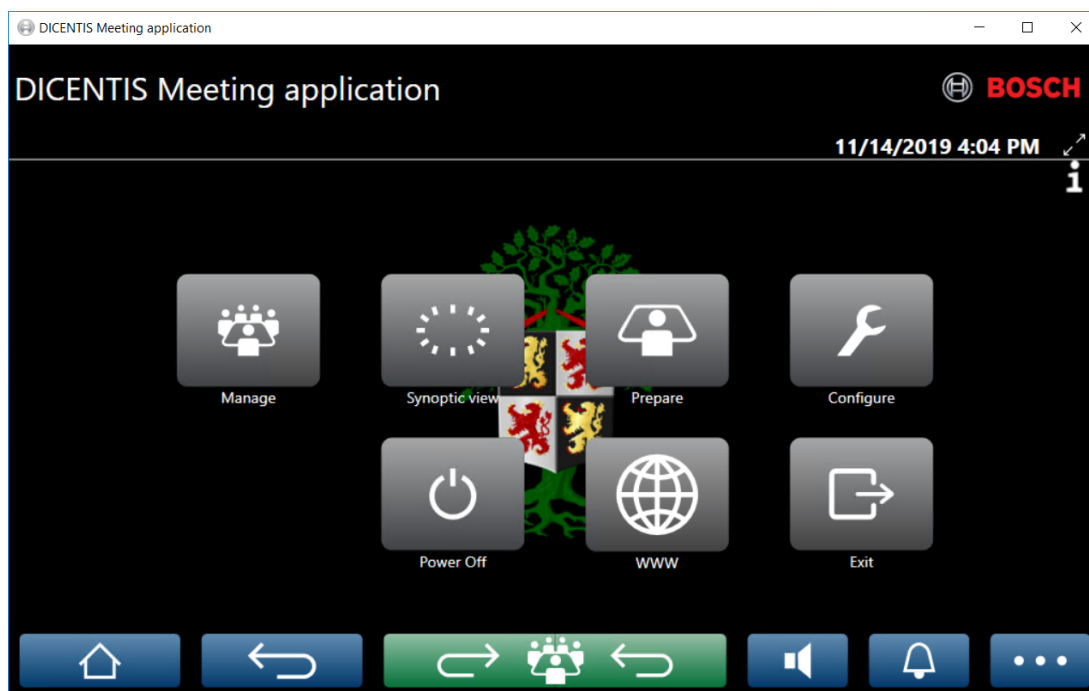 DICENTIS Meeting application
DICENTIS Meeting application
BOSCH
11/14/2019 4:04 PM
i
Manage
Synoptic view
Prepare
Configure
Power Off
WWW
Exit